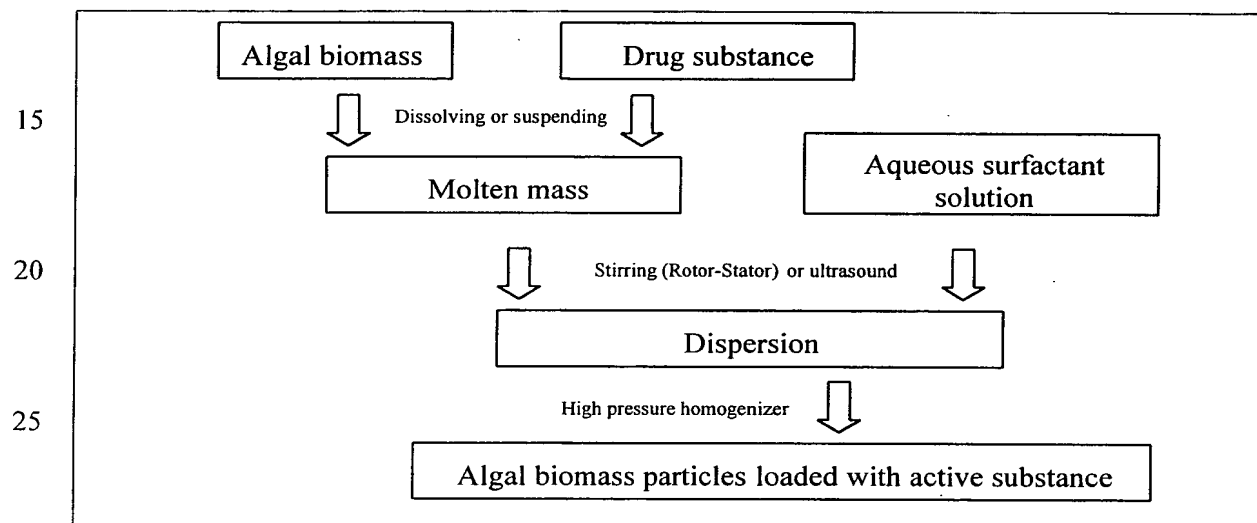 Algal biomass
Drug substance
15
Dissolving or suspending
Aqueous surfactant
solution
Molten mass
20
Stirring (Rotor-Stator) or ultrasound
Dispersion
25
High pressure homogenizer
Algal biomass particles loaded with active substance